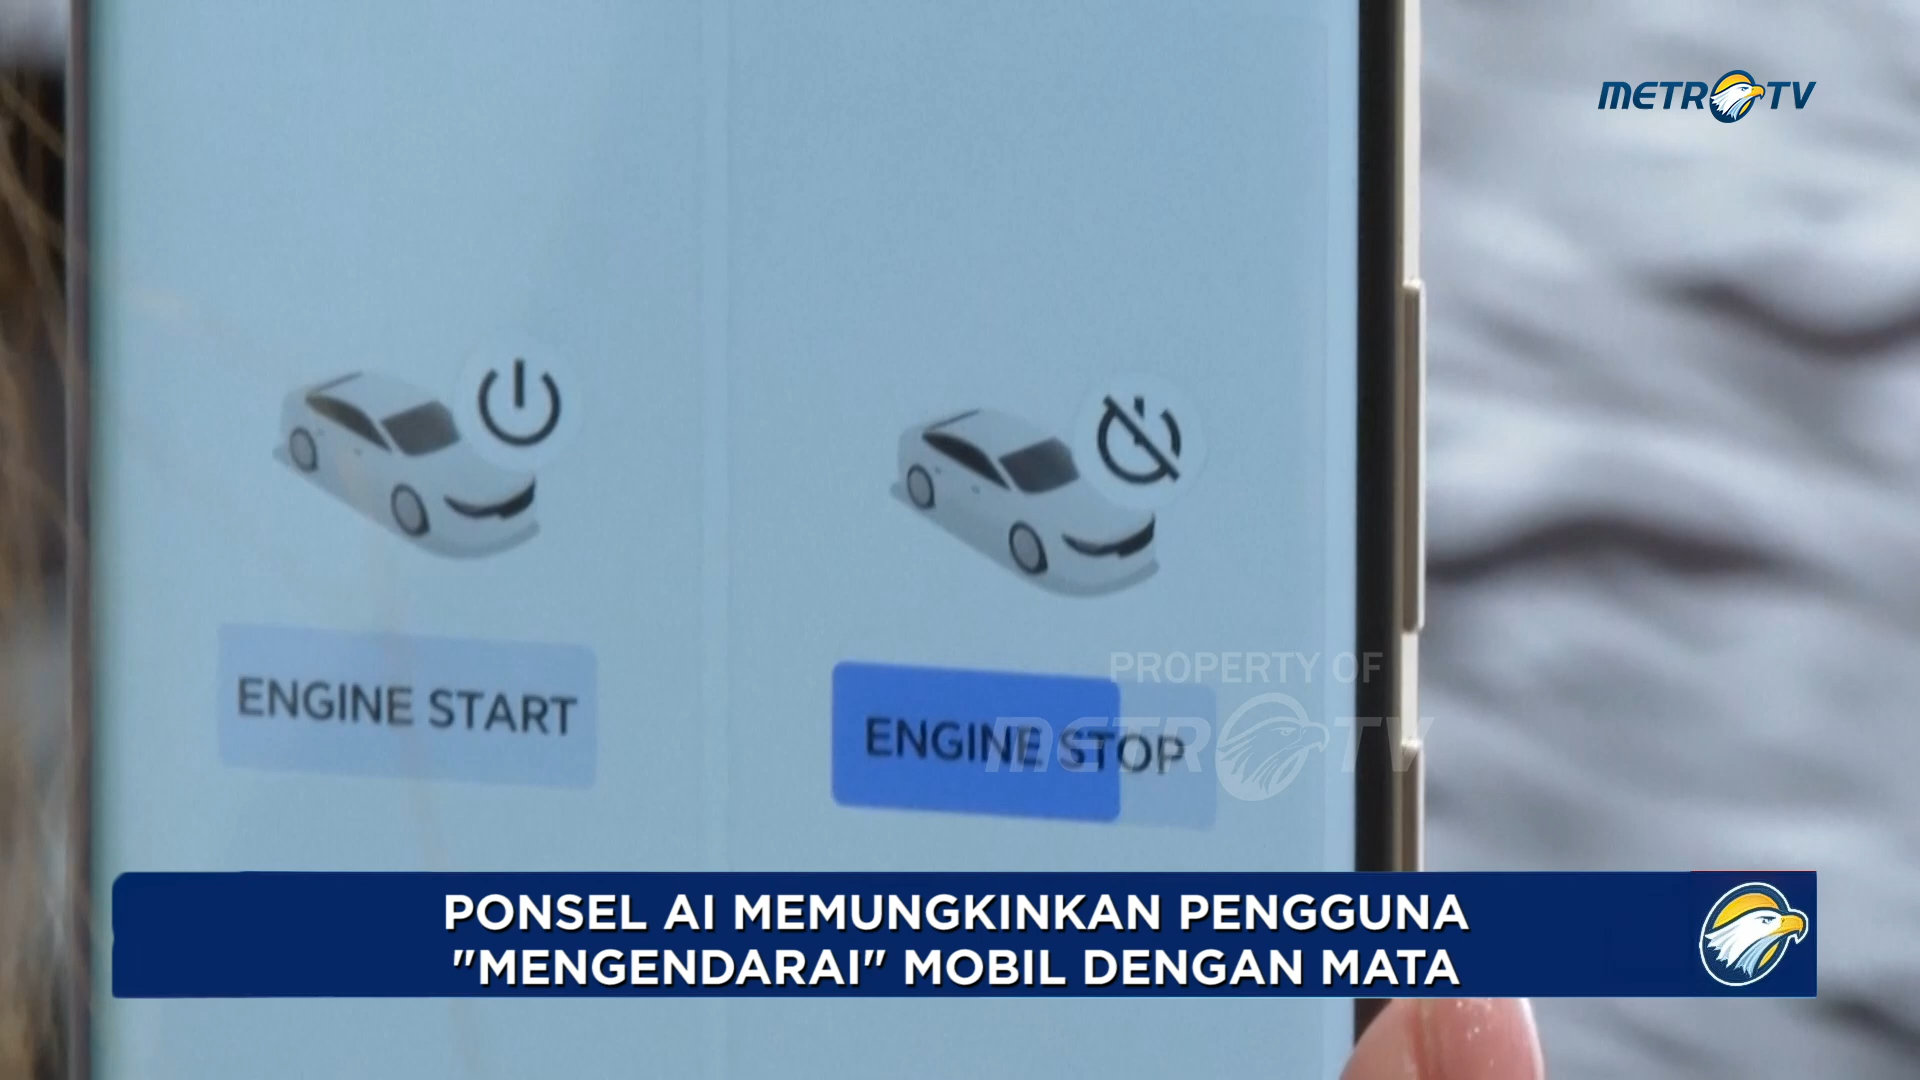 METRO TV
ENGINE START
ENGINE STOP
PROPERTY OF
METRO TV
PONSEL AI MEMUNGKINKAN PENGGUNA
"MENGENDARAI" MOBIL DENGAN MATA